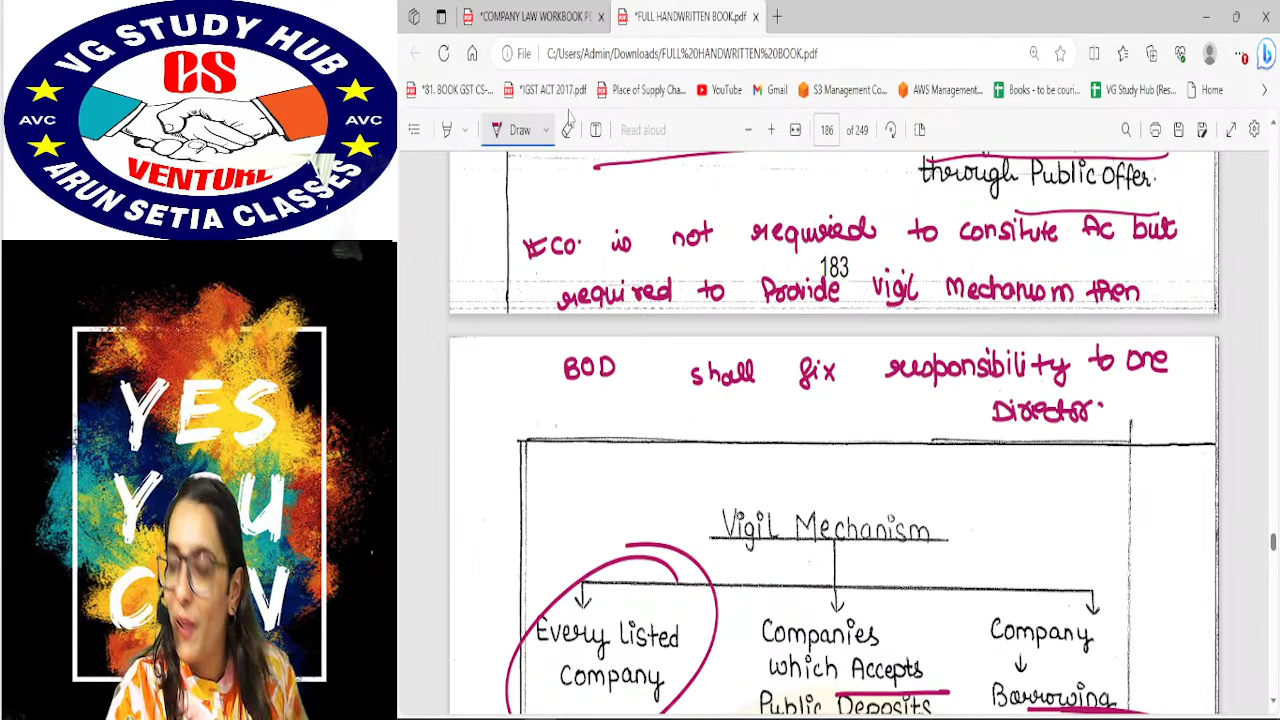 VG STUDY HUB
CS
AVC
AVC
VENTURE
ARUN SETIA CLASSES
YES
YOU
C N
*COMPANY LAW WORKBOOK P
*FULL HANDWRITTEN BOOK.pdf
File
C:/Users/Admin/Downloads/FULL%20HANDWRITTEN%20BOOK.pdf
*81. BOOK GST CS-...
*IGST ACT 2017.pdf
Place of Supply Cha...
YouTube
Gmail
S3 Management Co...
AWS Management...
Books - to be couri...
VG Study Hub (Res...
Home
Draw
Read aloud
186 of 249
through Public offer.
Co. is not required to consitute Ac but
183
required to Provide Vigil Mechanism then
BOD shall fix responsibility to one
Director.
Vigil Mechanism
Every listed
Company
Companies
which Accepts
Public Deposits
Company
Borrowing